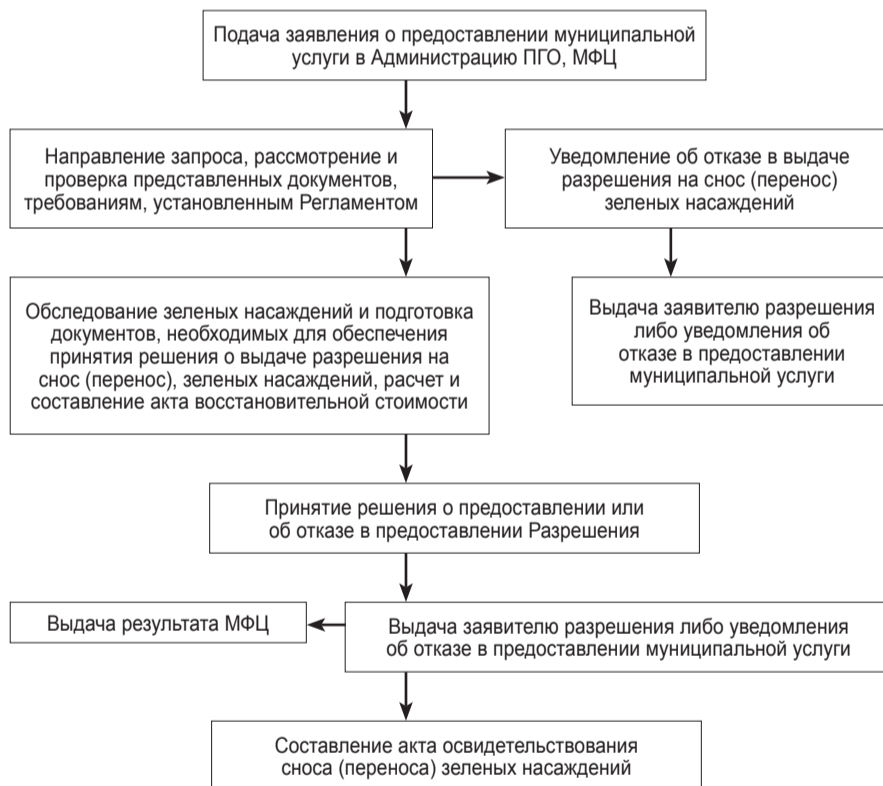 Подача заявления о предоставлении муниципальной
услуги в Администрацию ПГО, МФЦ
Направление запроса, рассмотрение и
проверка представленных документов,
требованиям, установленным Регламентом
Уведомление об отказе в выдаче
разрешения на снос (перенос)
зеленых насаждений
Обследование зеленых насаждений и подготовка
документов, необходимых для обеспечения
принятия решения о выдаче разрешения на
снос (перенос), зеленых насаждений, расчет и
составление акта восстановительной стоимости
Выдача заявителю разрешения
либо уведомления об
отказе в предоставлении
муниципальной услуги
Принятие решения о предоставлении или
об отказе в предоставлении Разрешения
Выдача результата МФЦ
Выдача заявителю разрешения либо уведомления
об отказе в предоставлении муниципальной услуги
Составление акта освидетельствования
сноса (переноса) зеленых насаждений